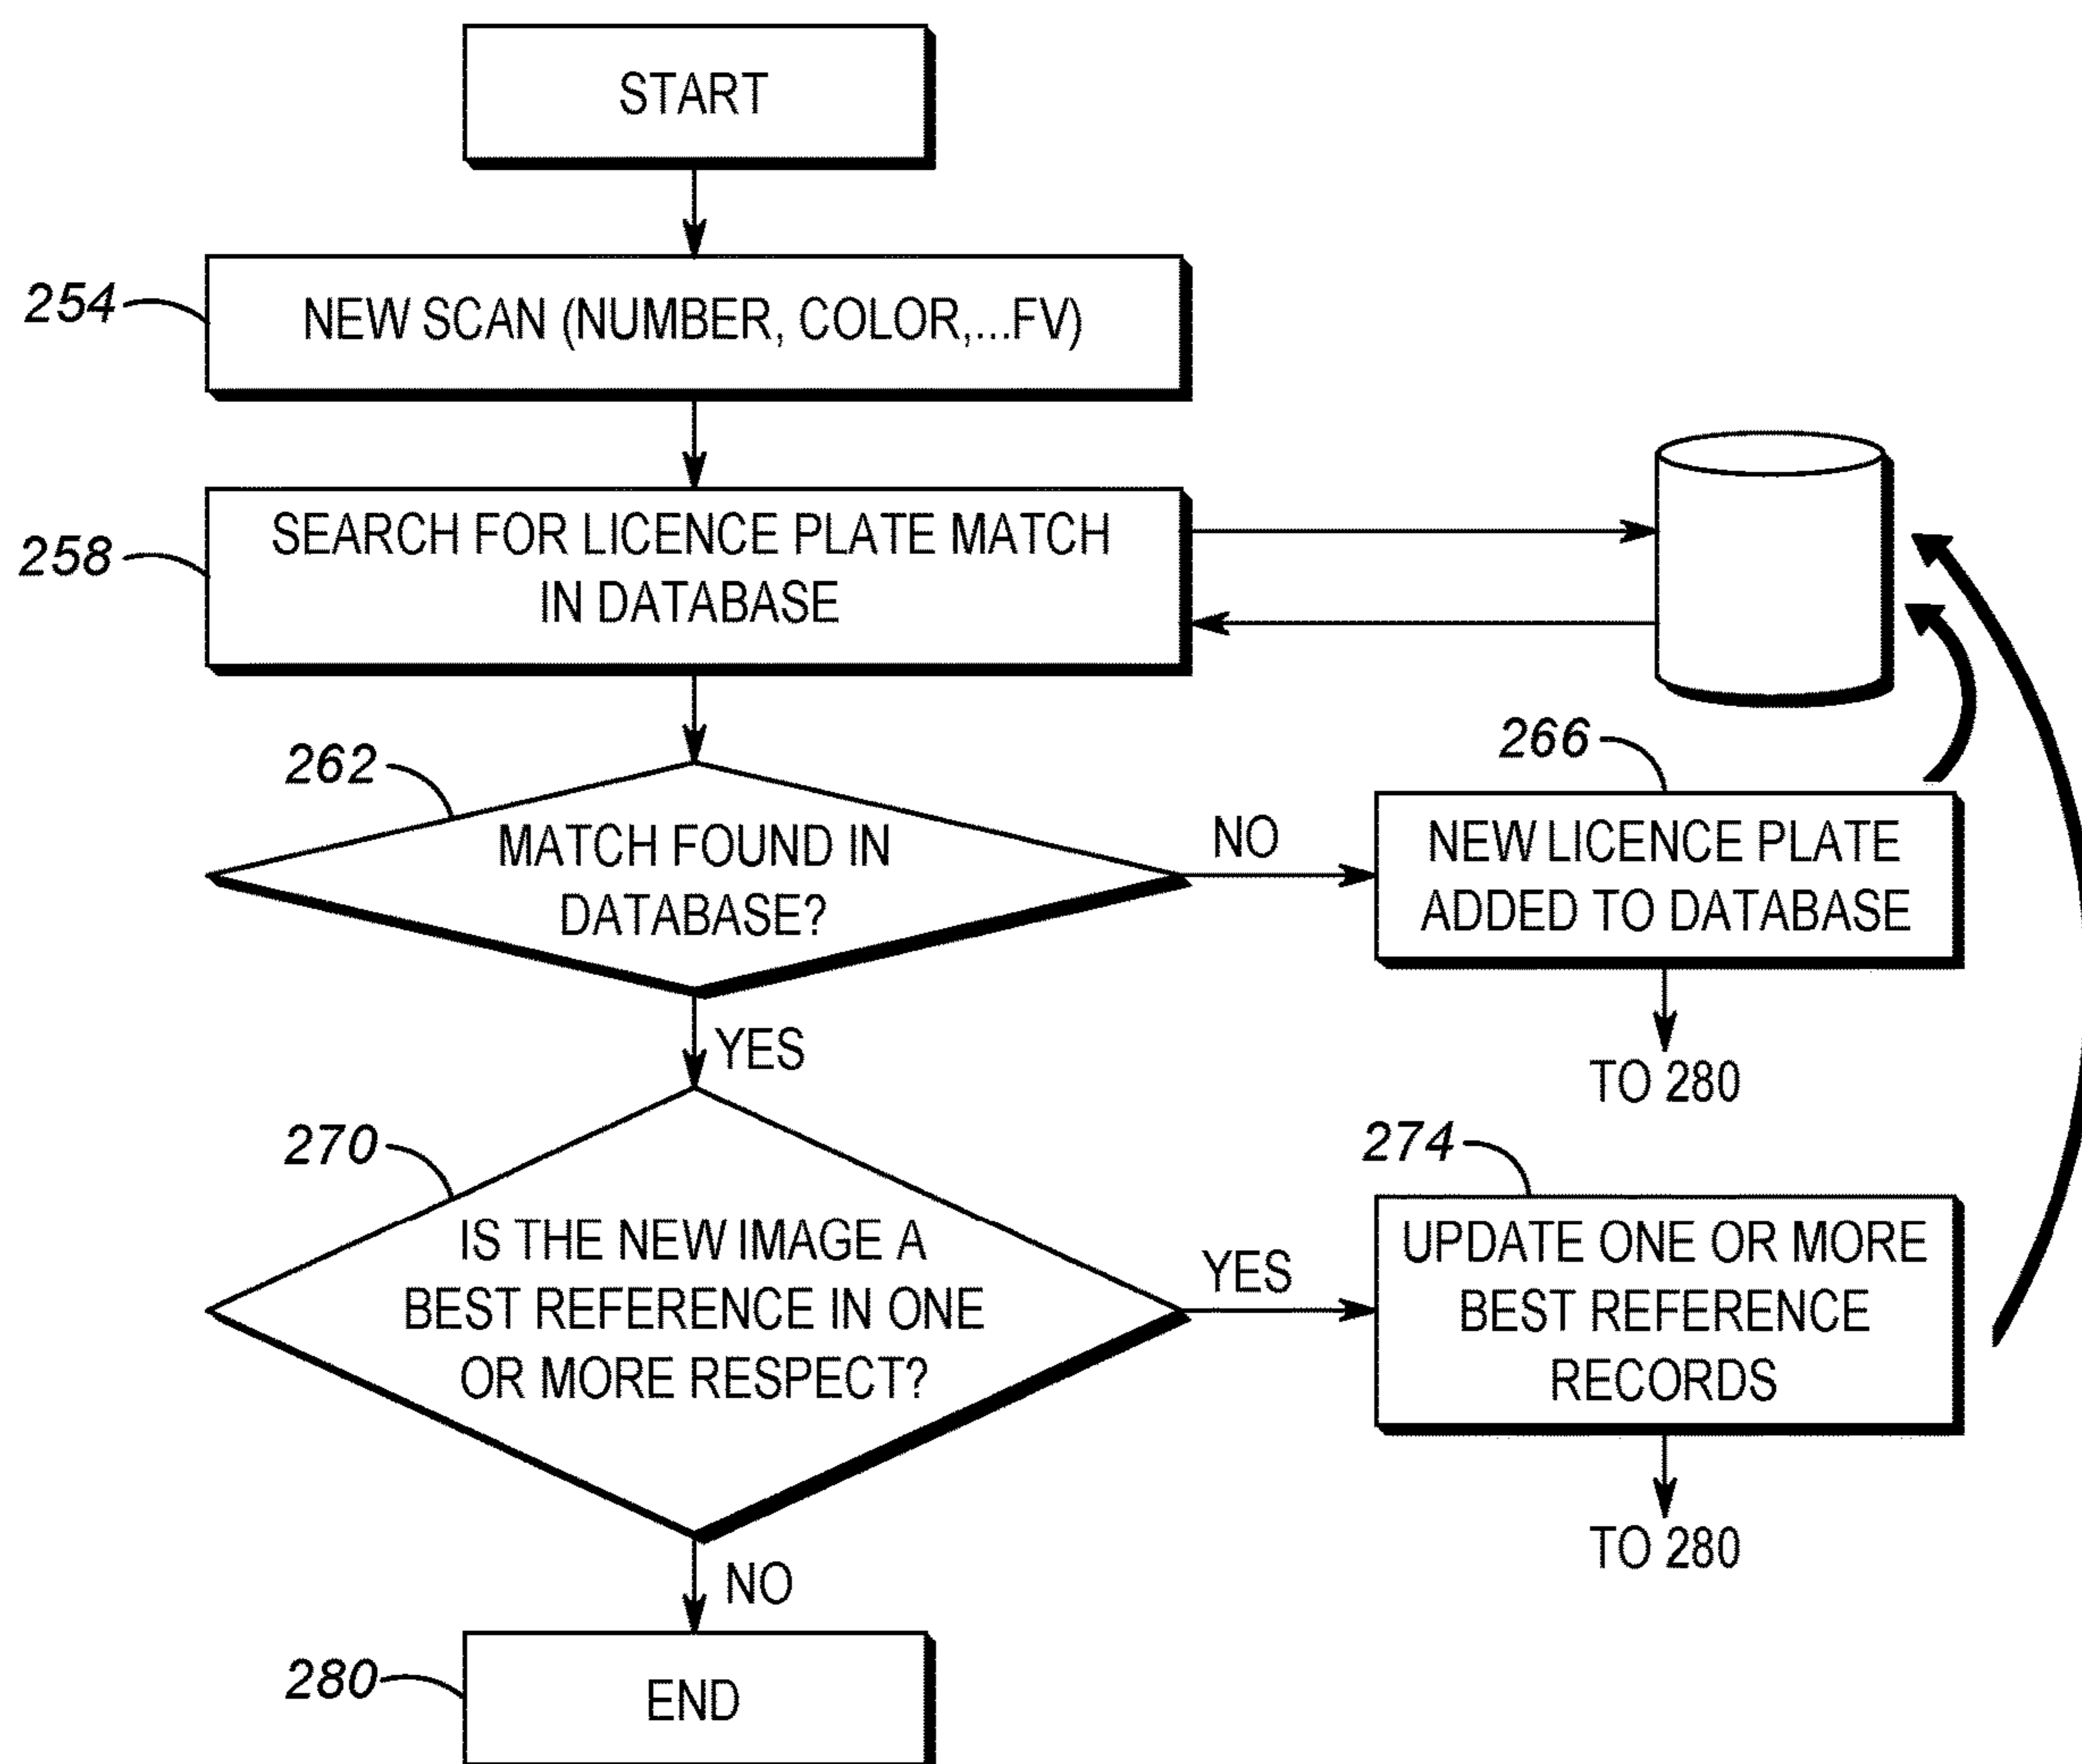 START
254
NEW SCAN (NUMBER, COLOR,...FV)
258
SEARCH FOR LICENCE PLATE MATCH
IN DATABASE
262
MATCH FOUND IN
DATABASE?
NO
266
NEW LICENCE PLATE
ADDED TO DATABASE
TO 280
YES
270
IS THE NEW IMAGE A
BEST REFERENCE IN ONE
OR MORE RESPECT?
YES
274
UPDATE ONE OR MORE
BEST REFERENCE
RECORDS
TO 280
NO
280
END